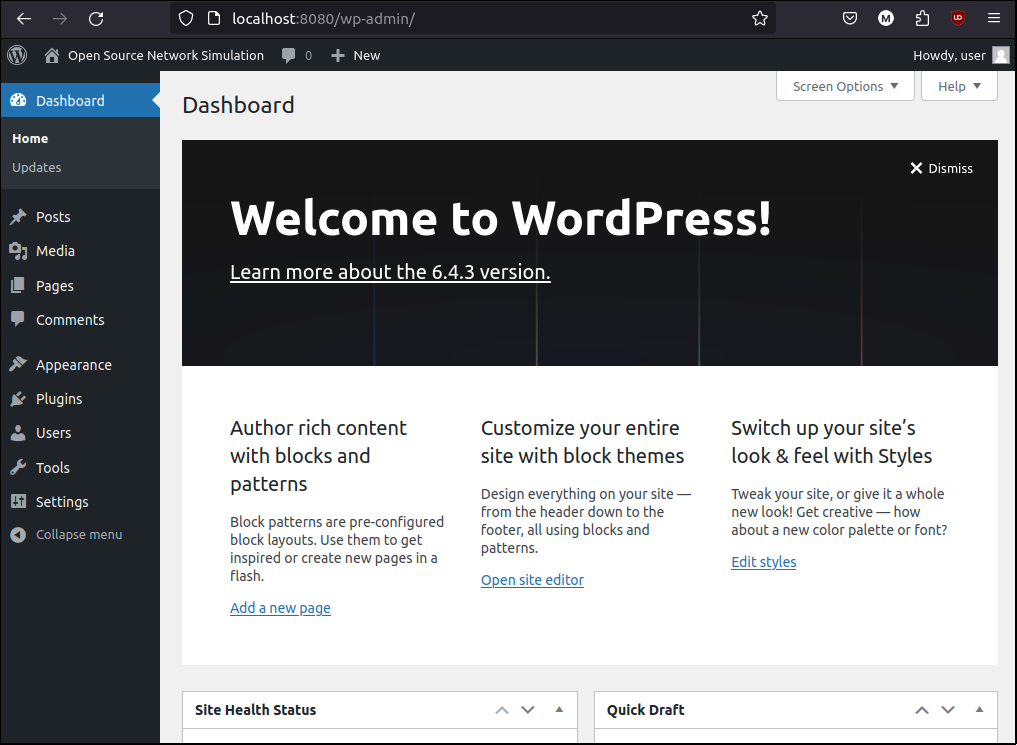 localhost:8080/wp-admin/
M
UD
Open Source Network Simulation
0
New
Howdy, user
Dashboard
Home
Updates
Posts
Media
Pages
Comments
Appearance
Plugins
Users
Tools
Settings
Collapse menu
Screen Options
Help
Dashboard
Dismiss
Welcome to WordPress!
Learn more about the 6.4.3 version.
Author rich content
with blocks and
patterns
Block patterns are pre-configured
block layouts. Use them to get
inspired or create new pages in a
flash.
Add a new page
Customize your entire
site with block themes
Design everything on your site —
from the header down to the
footer, all using blocks and
patterns.
Open site editor
Switch up your site’s
look & feel with Styles
Tweak your site, or give it a whole
new look! Get creative — how
about a new color palette or font?
Edit styles
Site Health Status
Quick Draft